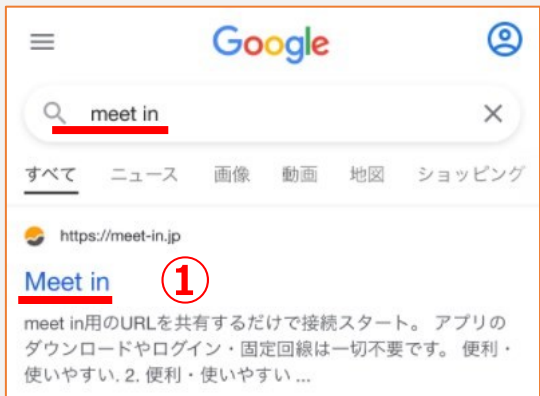 Google
meet in
すべて ニュース 画像 動画 地図 ショッピング
https://meet-in.jp
Meet in ①
meet in用のURLを共有するだけで接続スタート。 アプリの
ダウンロードやログイン・固定回線は一切不要です。 便利・
使いやすい. 2. 便利・使いやすい ...